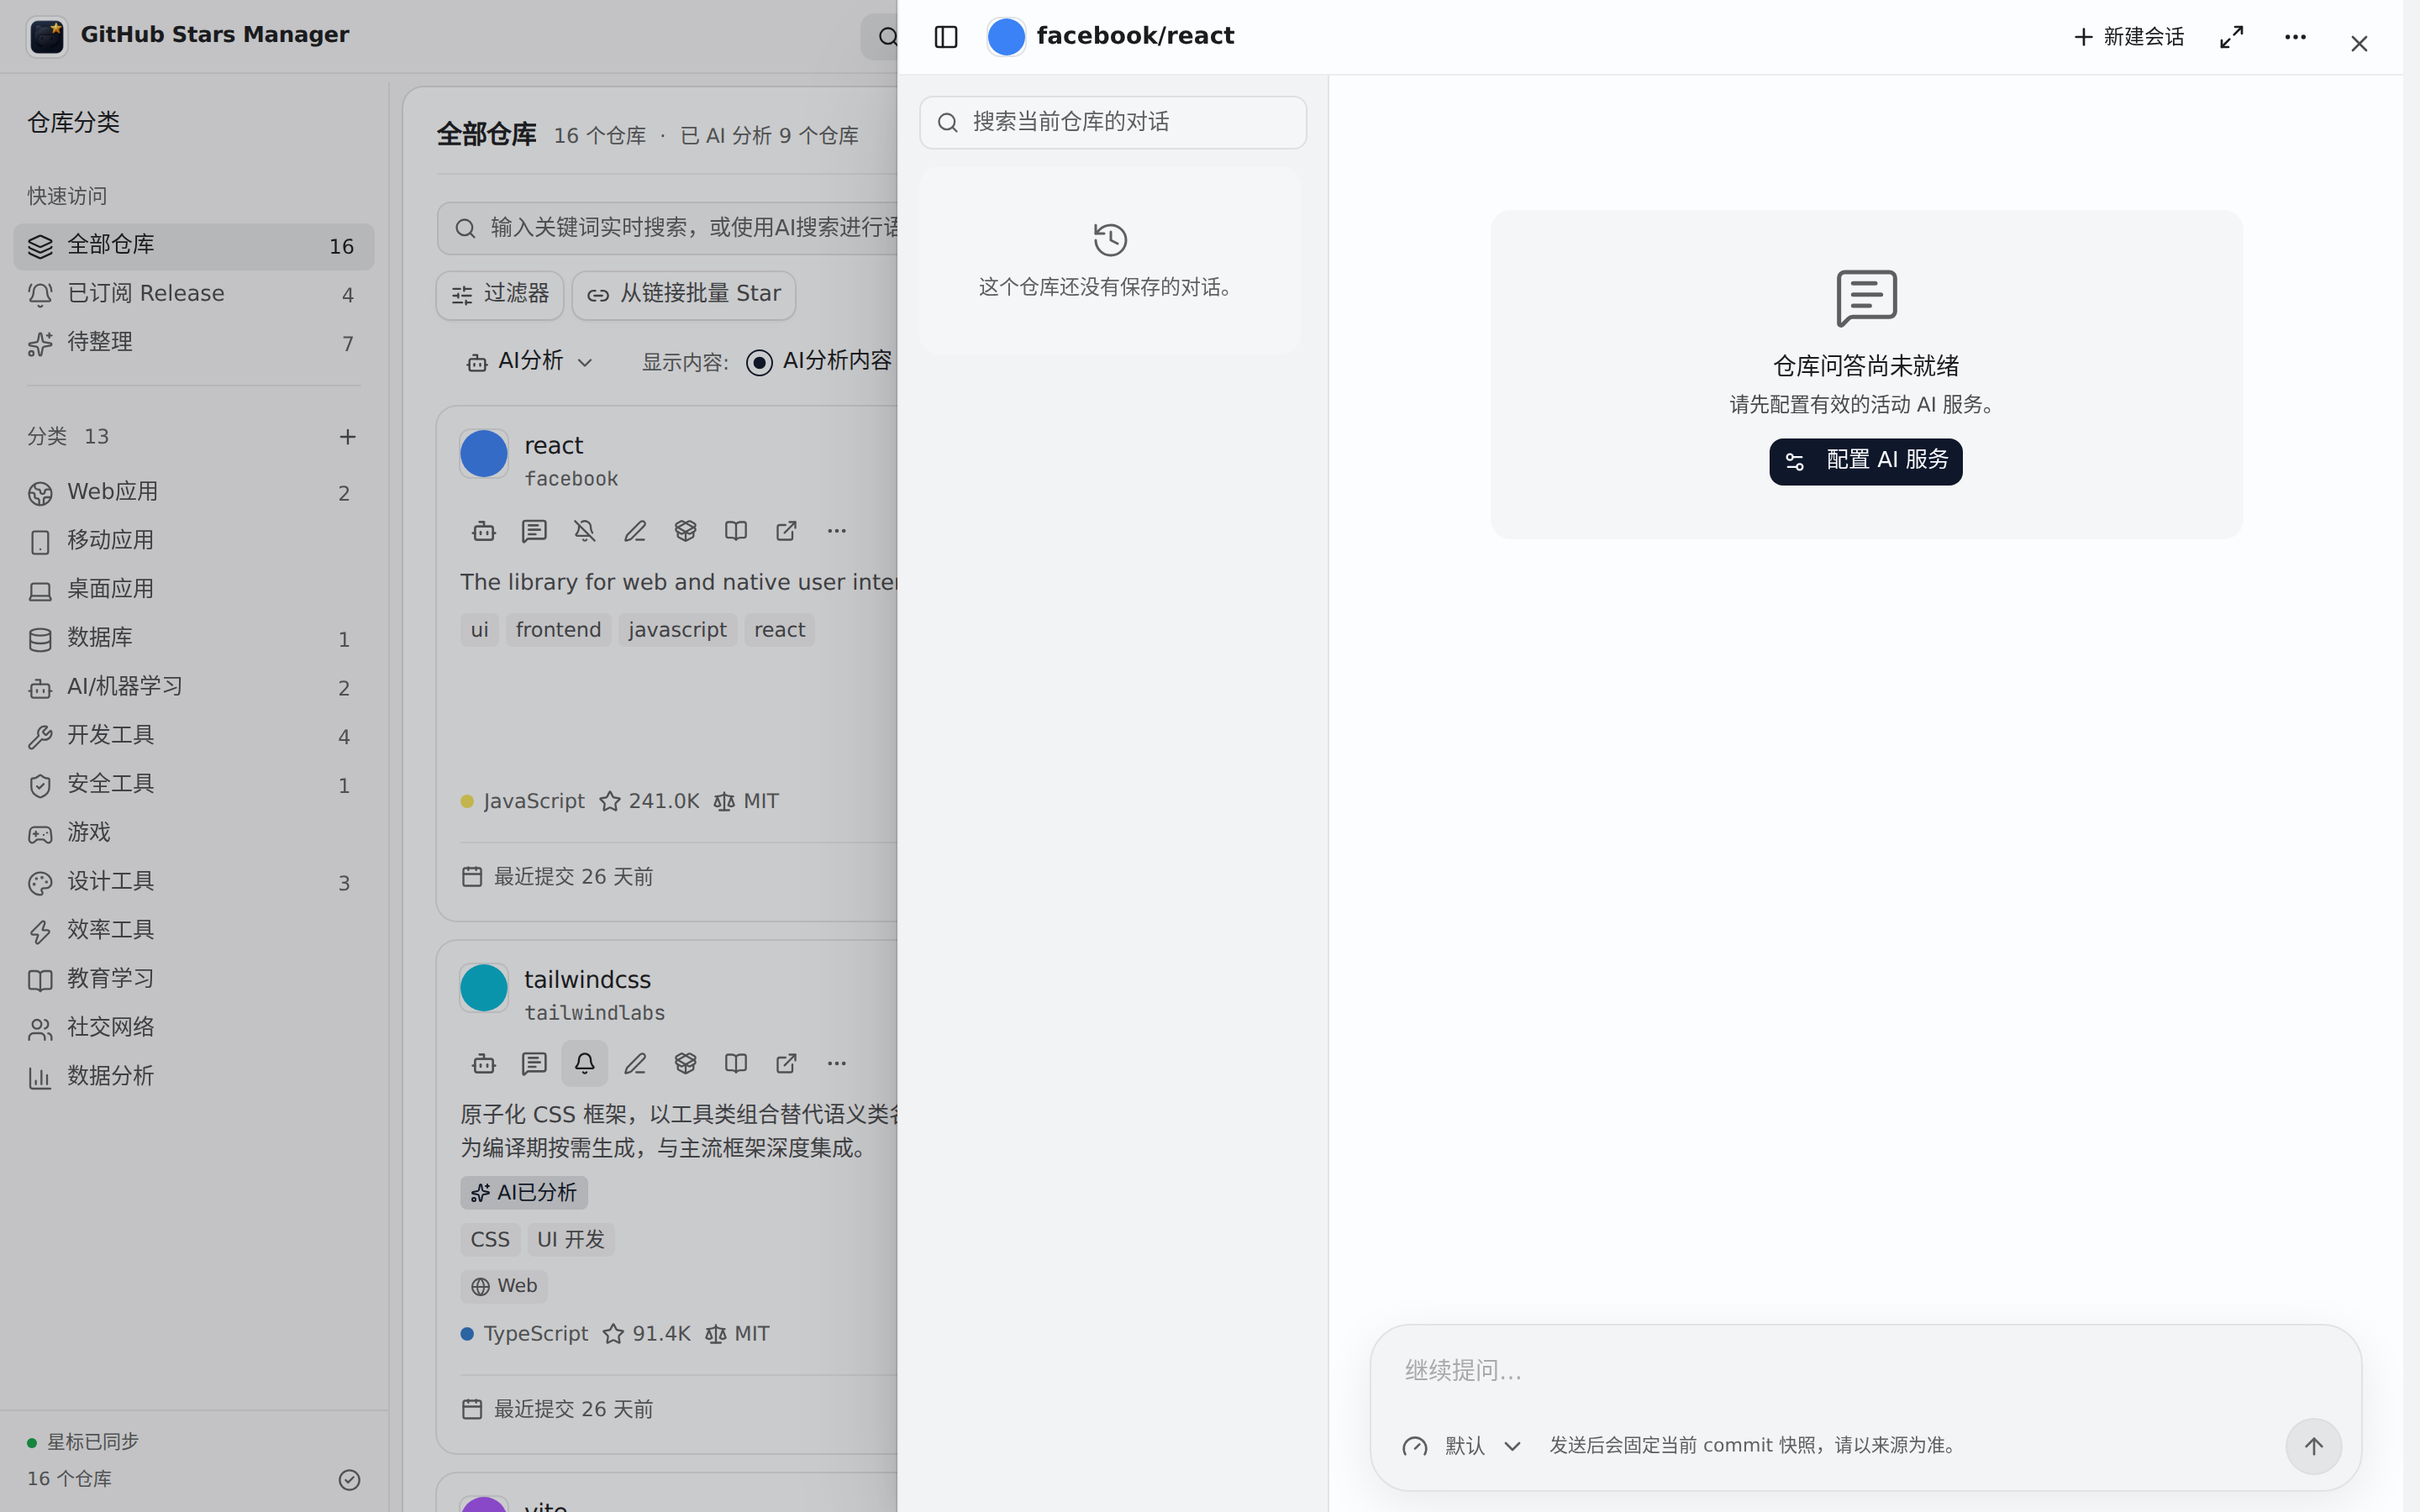 GitHub Stars Manager
仓库分类
快速访问
全部仓库 16
已订阅 Release 4
待整理 7
分类 13
Web应用 2
移动应用
桌面应用
数据库 1
AI/机器学习 2
开发工具 4
安全工具 1
游戏
设计工具 3
效率工具
教育学习
社交网络
数据分析
星标已同步
16 个仓库
全部仓库 16 个仓库 · 已 AI 分析 9 个仓库
输入关键词实时搜索，或使用AI搜索进行语
过滤器 从链接批量 Star
AI分析 显示内容: AI分析内容
react
facebook
The library for web and native user inter
ui frontend javascript react
JavaScript 241.0K MIT
最近提交 26 天前
tailwindcss
tailwindlabs
原子化 CSS 框架，以工具类组合替代语义类名
为编译期按需生成，与主流框架深度集成。
AI已分析
CSS UI 开发
Web
TypeScript 91.4K MIT
最近提交 26 天前
vite
facebook/react
新建会话
搜索当前仓库的对话
这个仓库还没有保存的对话。
仓库问答尚未就绪
请先配置有效的活动 AI 服务。
配置 AI 服务
继续提问…
默认 发送后会固定当前 commit 快照，请以来源为准。